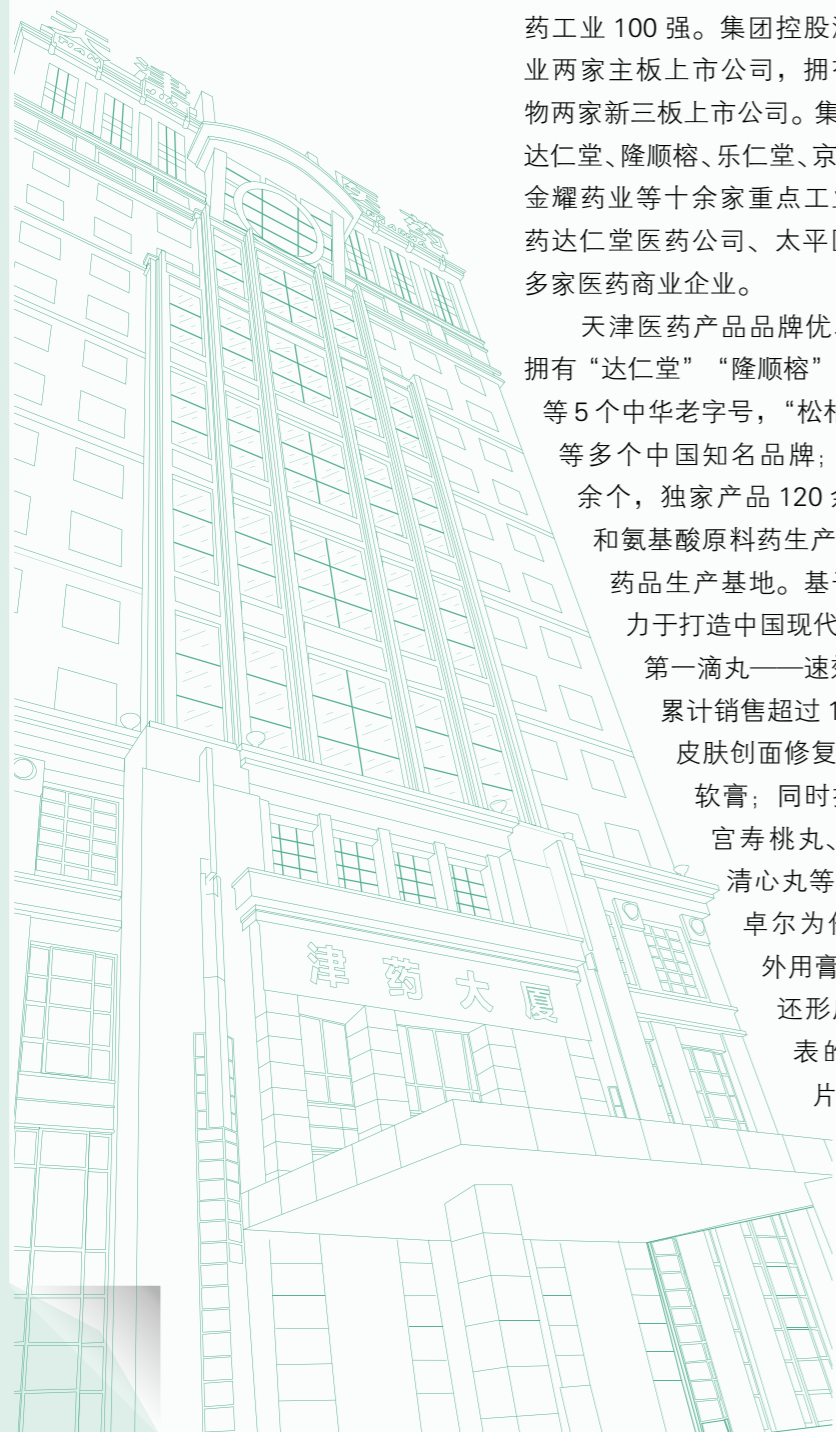 天津医药
津药大厦
药工业 100 强。集团控股
业两家主板上市公司，拥
物两家新三板上市公司。集
达仁堂、隆顺榕、乐仁堂、京
金耀药业等十余家重点工
药达仁堂医药公司、太平
多家医药商业企业。
天津医药产品品牌优
拥有“达仁堂”“隆顺榕”
等 5 个中华老字号，“松
等多个中国知名品牌；
余个，独家产品 120
和氨基酸原料药生产
药品生产基地。基
力于打造中国现代
第一滴丸——速
累计销售超过 1
皮肤创面修复
软膏；同时
宫寿桃丸、
清心丸等
卓尔为
外用膏
还形
表的
片